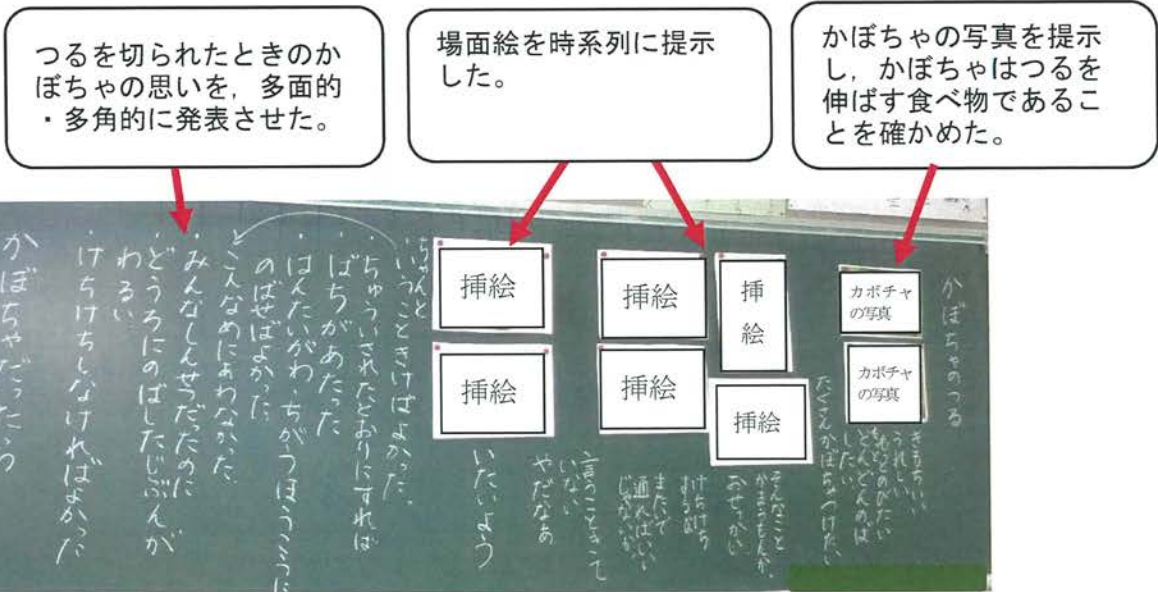 つるを切られたときのか
ぼちゃの思いを，多面的
・多角的に発表させた。
場面絵を時系列に提示
した。
かぼちゃの写真を提示
し，かぼちゃはつるを
伸ばす食べ物であるこ
とを確かめた。
かぼちゃのつる
カボチャ
の写真
カボチャ
の写真
きもちいい
うれしい
もっとのびたい
どんどんのば
したい
たくさんかぼちゃつけたい
挿
絵
挿絵
そんなこと
かまうもんか。
おせっかい
けちけち
するな
またいで
通ればいい
じゃないか。
挿絵
挿絵
言うこときいて
いない
やだなあ
挿絵
挿絵
いたいよう
ちゃんと
いうこときけばよかった。
・ちゅういされたとおりにすれば
ばちがあたった
・はんたいがわ・ちがうほうこうに
のばせばよかった
こんなめにあわなかった。
・みんなしんせつだったのに
・どうろにのばしたじぶんが
わるい
・けちけちしなければよかった
かぼちゃだったら